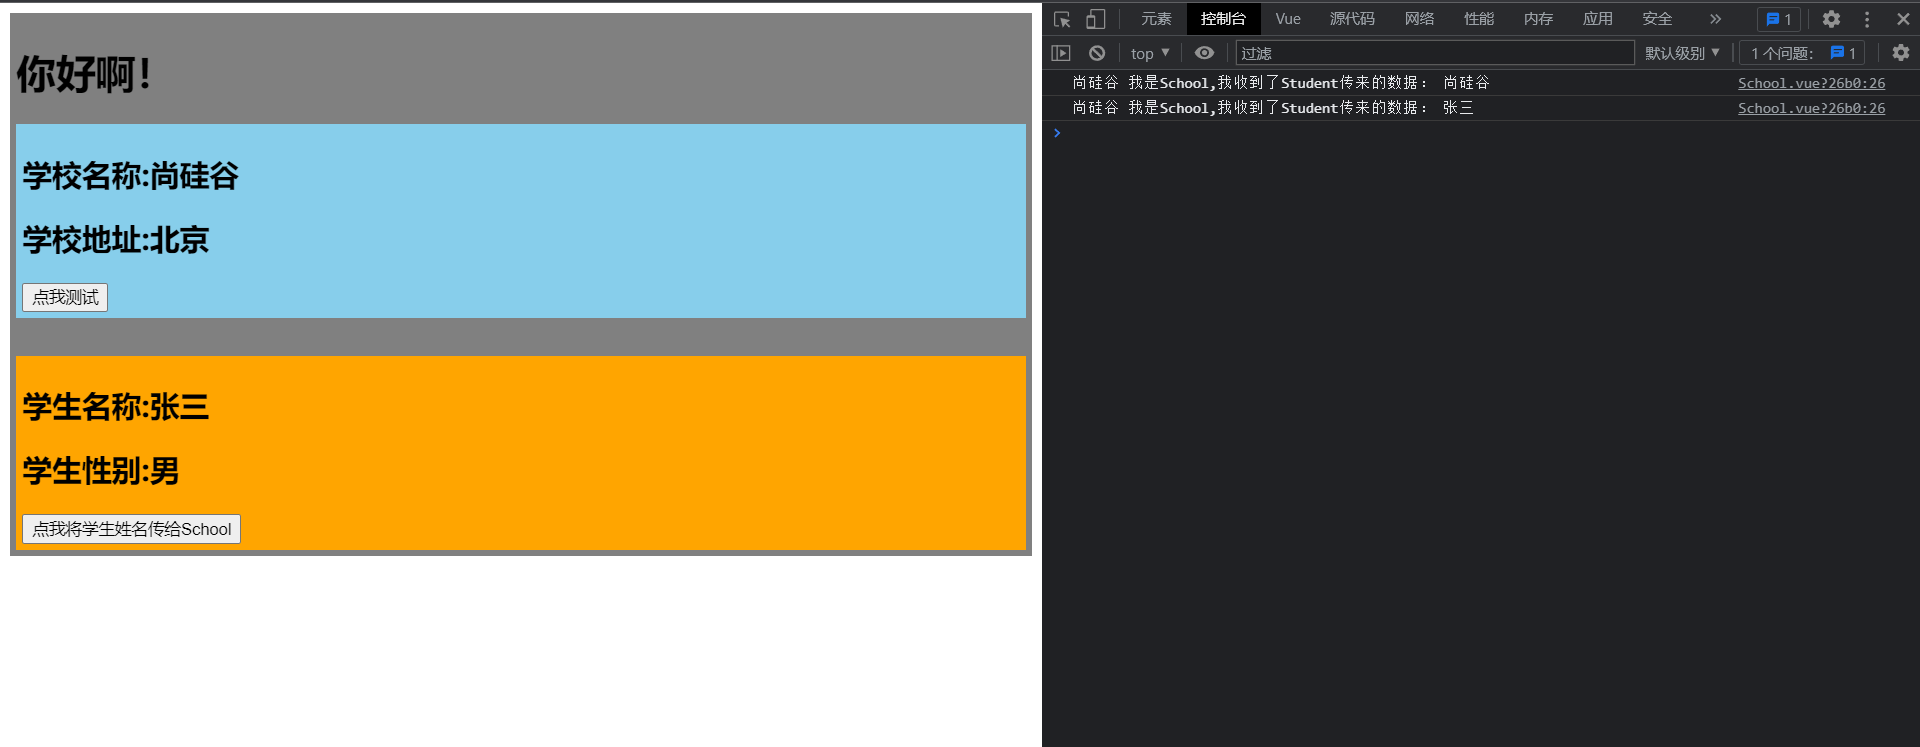 你好啊!
学校名称:尚硅谷
学校地址:北京
点我测试
学生名称:张三
学生性别:男
点我将学生姓名传给School
元素 控制台 Vue 源代码 网络 性能 内存 应用 安全 » 1
top ▼ 过滤 默认级别 ▼ 1 个问题: 1
尚硅谷 我是School,我收到了Student传来的数据: 尚硅谷 School.vue?26b0:26
尚硅谷 我是School,我收到了Student传来的数据: 张三 School.vue?26b0:26